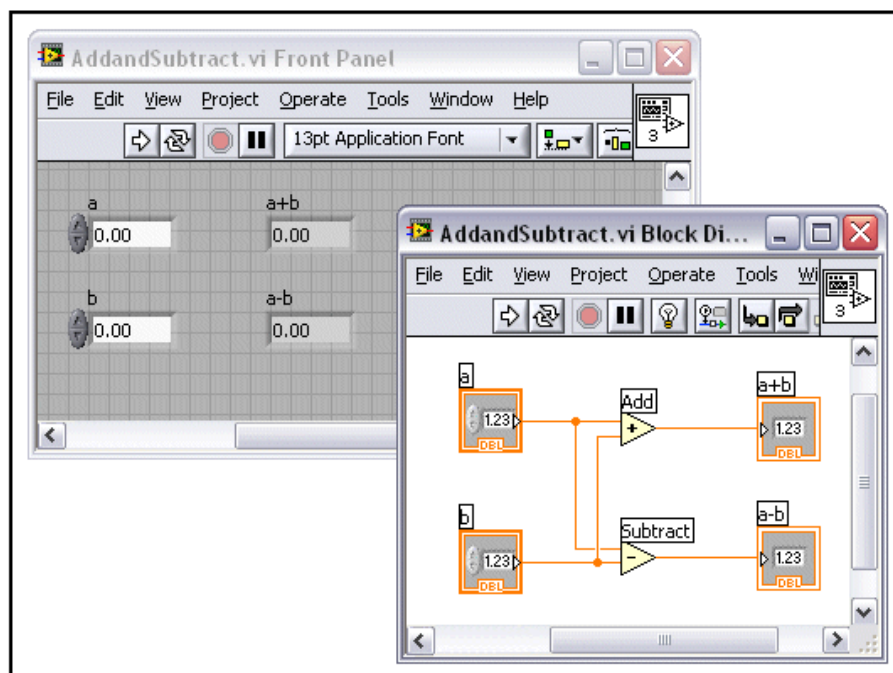 AddandSubtract.vi Front Panel
File Edit View Project Operate Tools Window Help
13pt Application Font
3
a
0.00
a+b
0.00
b
0.00
a-b
0.00
AddandSubtract.vi Block Di...
File Edit View Project Operate Tools Wi
3
a
1.23
DBL
Add
+
a+b
1.23
DBL
b
1.23
DBL
Subtract
-
a-b
1.23
DBL